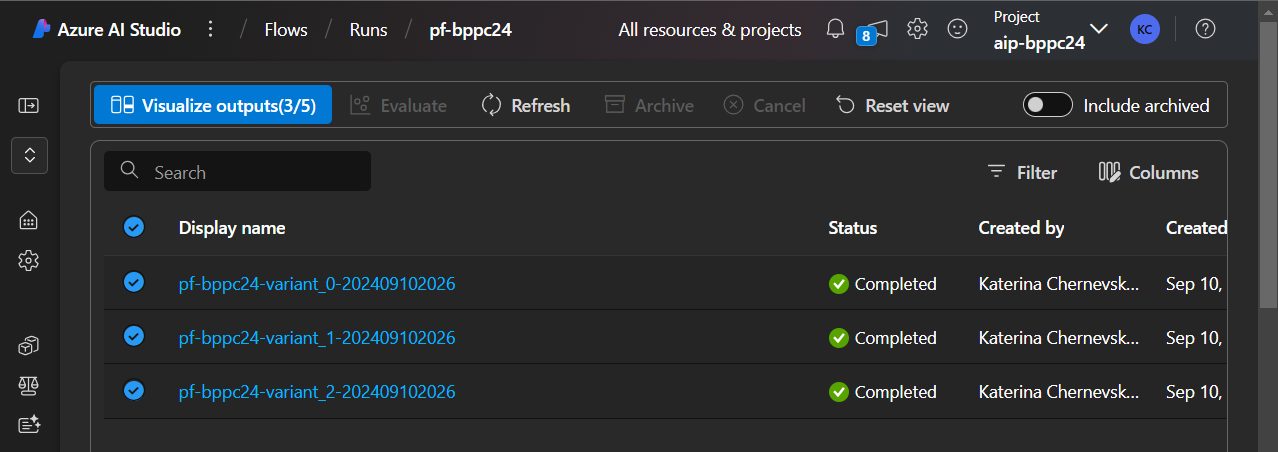 Azure AI Studio / Flows / Runs / pf-bppc24 All resources & projects 8 Project aip-bppc24 KC
Visualize outputs(3/5) Evaluate Refresh Archive Cancel Reset view Include archived
Search Filter Columns
Display name Status Created by Created
pf-bppc24-variant_0-202409102026 Completed Katerina Chernevsk... Sep 10,
pf-bppc24-variant_1-202409102026 Completed Katerina Chernevsk... Sep 10,
pf-bppc24-variant_2-202409102026 Completed Katerina Chernevsk... Sep 10,